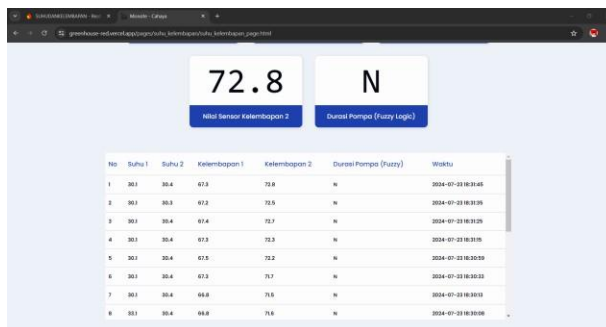 SUHUDANKELEMBAPAN - Real
Monsole - Cahaya
greenhouse-red.vercel.app/pages/suhu_kelembapan/suhu_kelembapan_page.html
72.8
N
Nilai Sensor Kelembapan 2
Durasi Pompa (Fuzzy Logic)
No Suhu 1 Suhu 2 Kelembapan 1 Kelembapan 2 Durasi Pompa (Fuzzy) Waktu
1 30.1 30.4 67.3 72.8 N 2024-07-23 18:31:45
2 30.1 30.3 67.2 72.5 N 2024-07-23 18:31:35
3 30.1 30.4 67.4 72.7 N 2024-07-23 18:31:25
4 30.1 30.4 67.3 72.3 N 2024-07-23 18:31:15
5 30.1 30.4 67.5 72.2 N 2024-07-23 18:30:59
6 30.1 30.4 67.3 71.7 N 2024-07-23 18:30:33
7 30.1 30.4 66.8 71.5 N 2024-07-23 18:30:13
8 33.1 30.4 66.8 71.6 N 2024-07-23 18:30:08